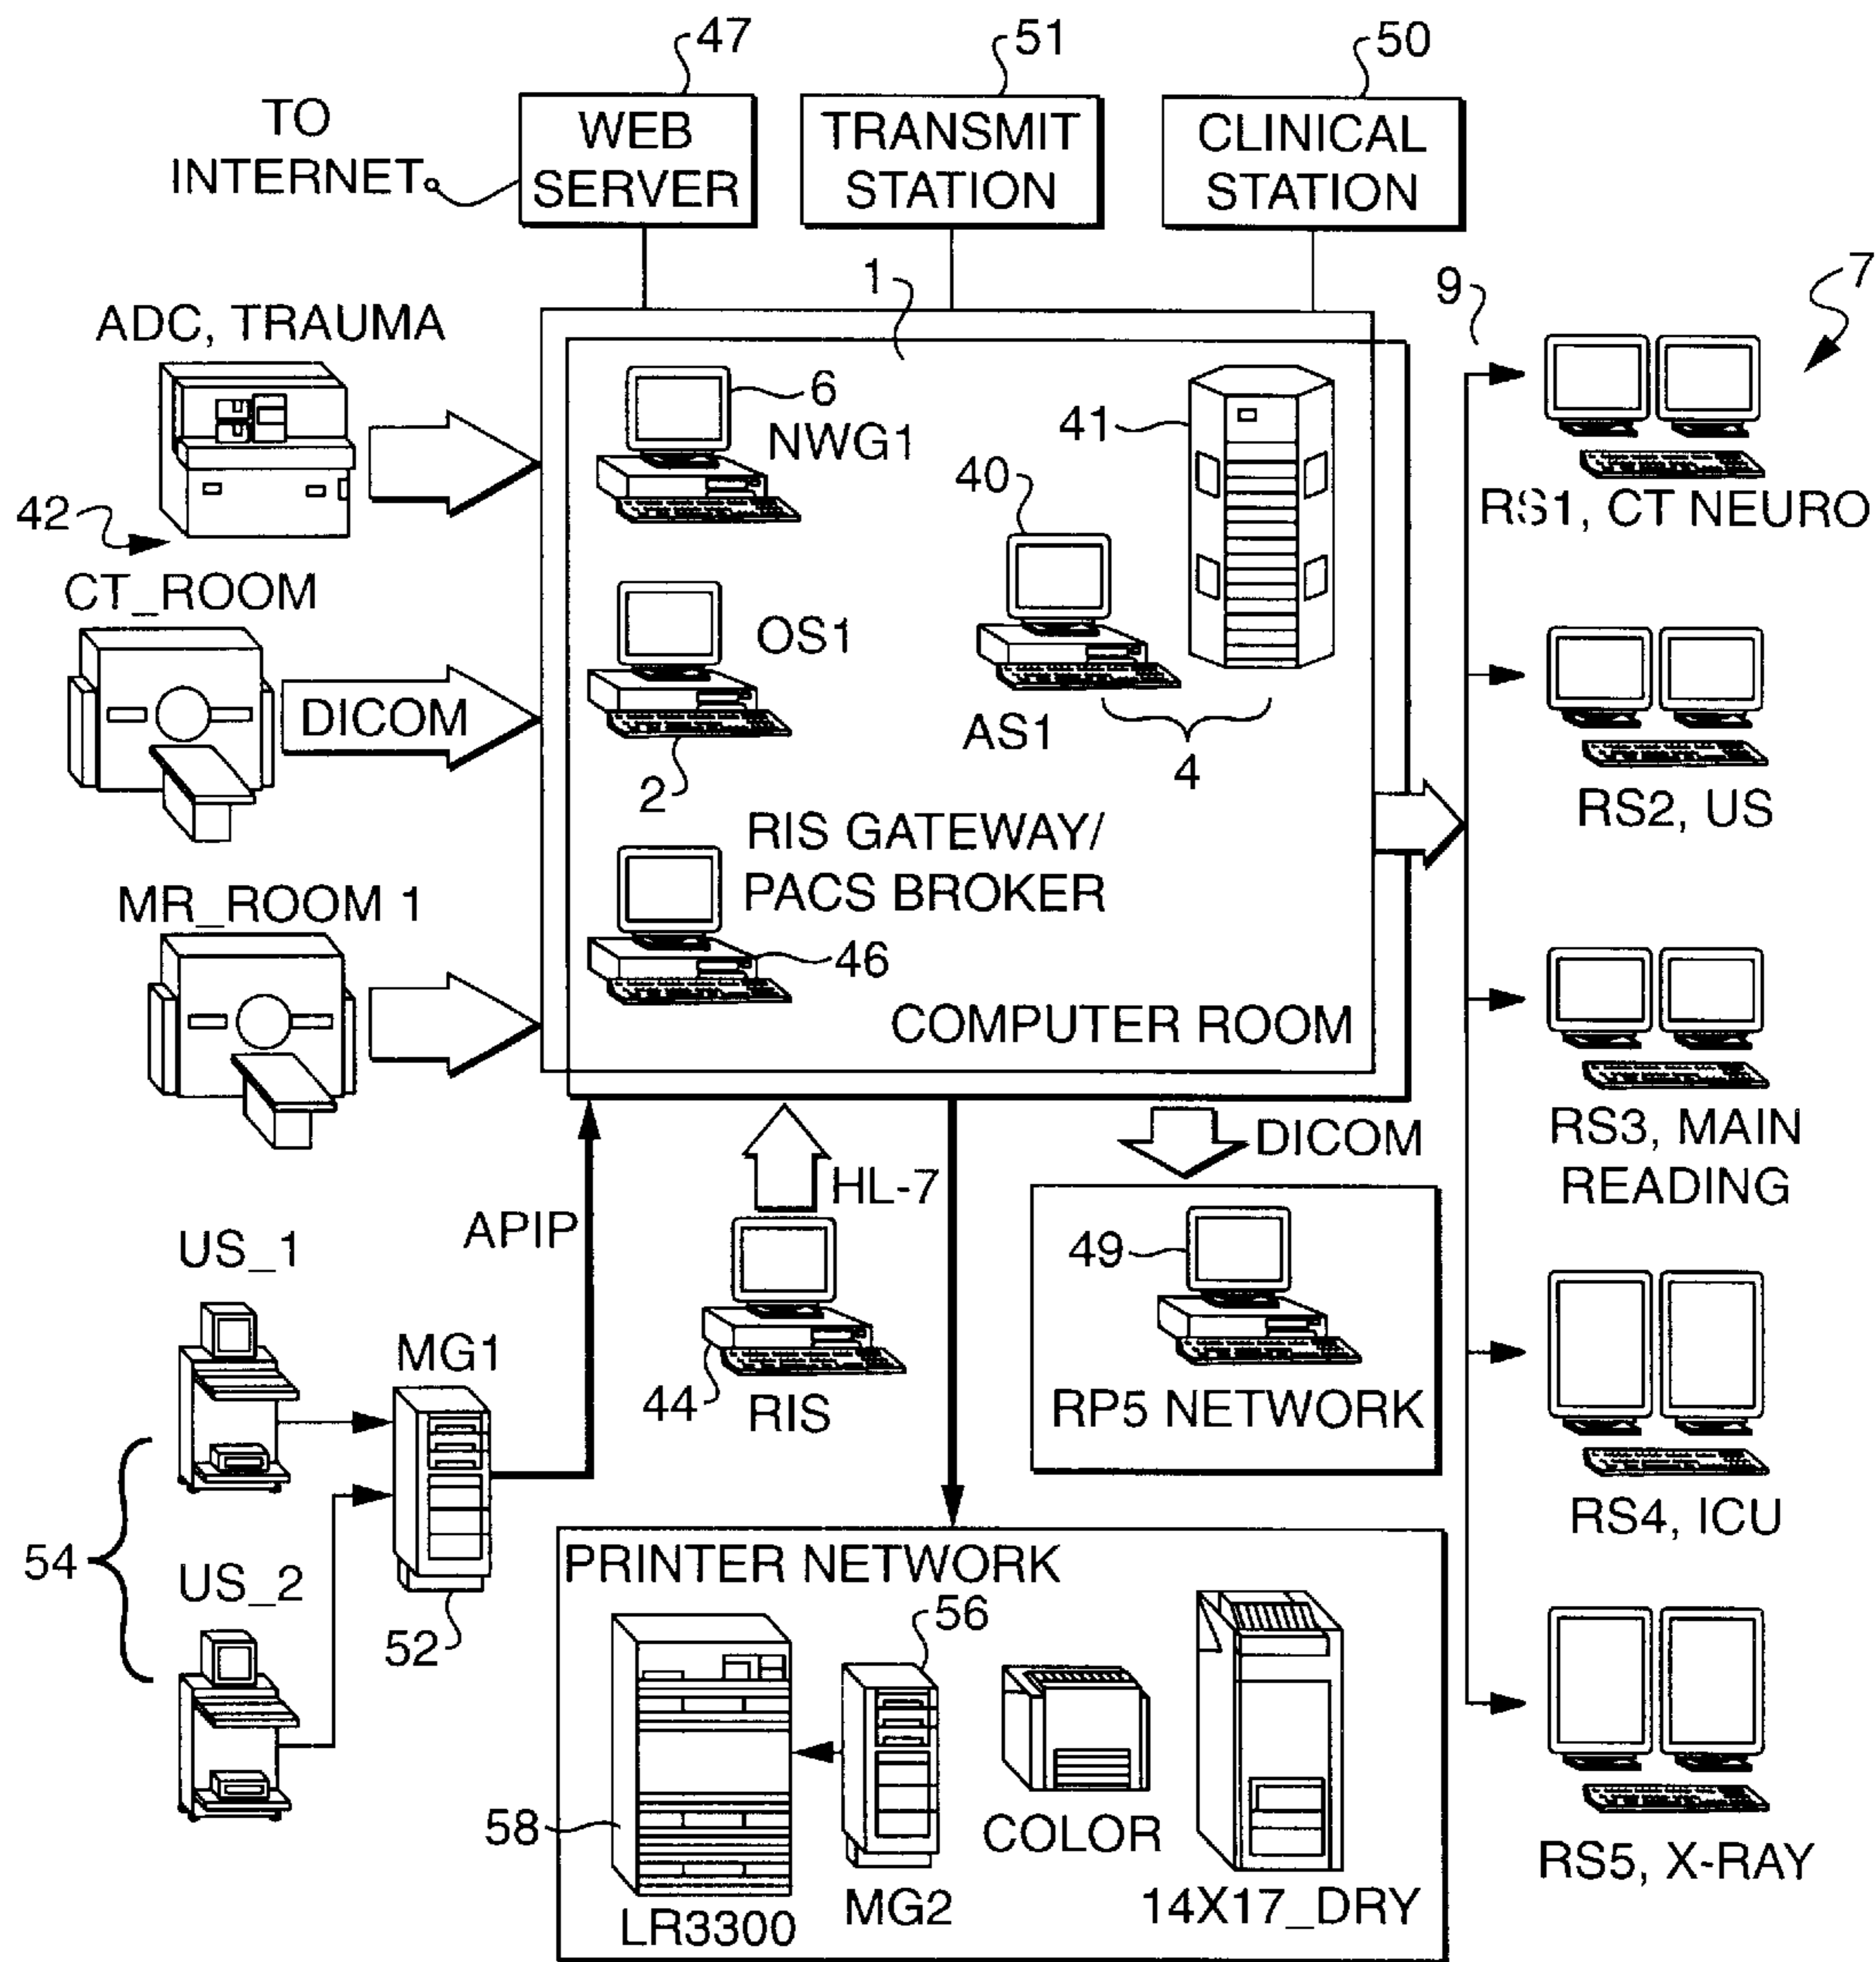 47
51
50
TO
INTERNET
WEB
SERVER
TRANSMIT
STATION
CLINICAL
STATION
1
9
7
ADC, TRAUMA
6
NWG1
41
40
RS1, CT NEURO
42
CT_ROOM
OS1
DICOM
AS1
2
4
RS2, US
RIS GATEWAY/
PACS BROKER
MR_ROOM 1
46
COMPUTER ROOM
RS3, MAIN
READING
DICOM
HL-7
APIP
US_1
49
MG1
44
RIS
RP5 NETWORK
RS4, ICU
54
US_2
52
PRINTER NETWORK
56
58
COLOR
MG2
LR3300
14X17_DRY
RS5, X-RAY